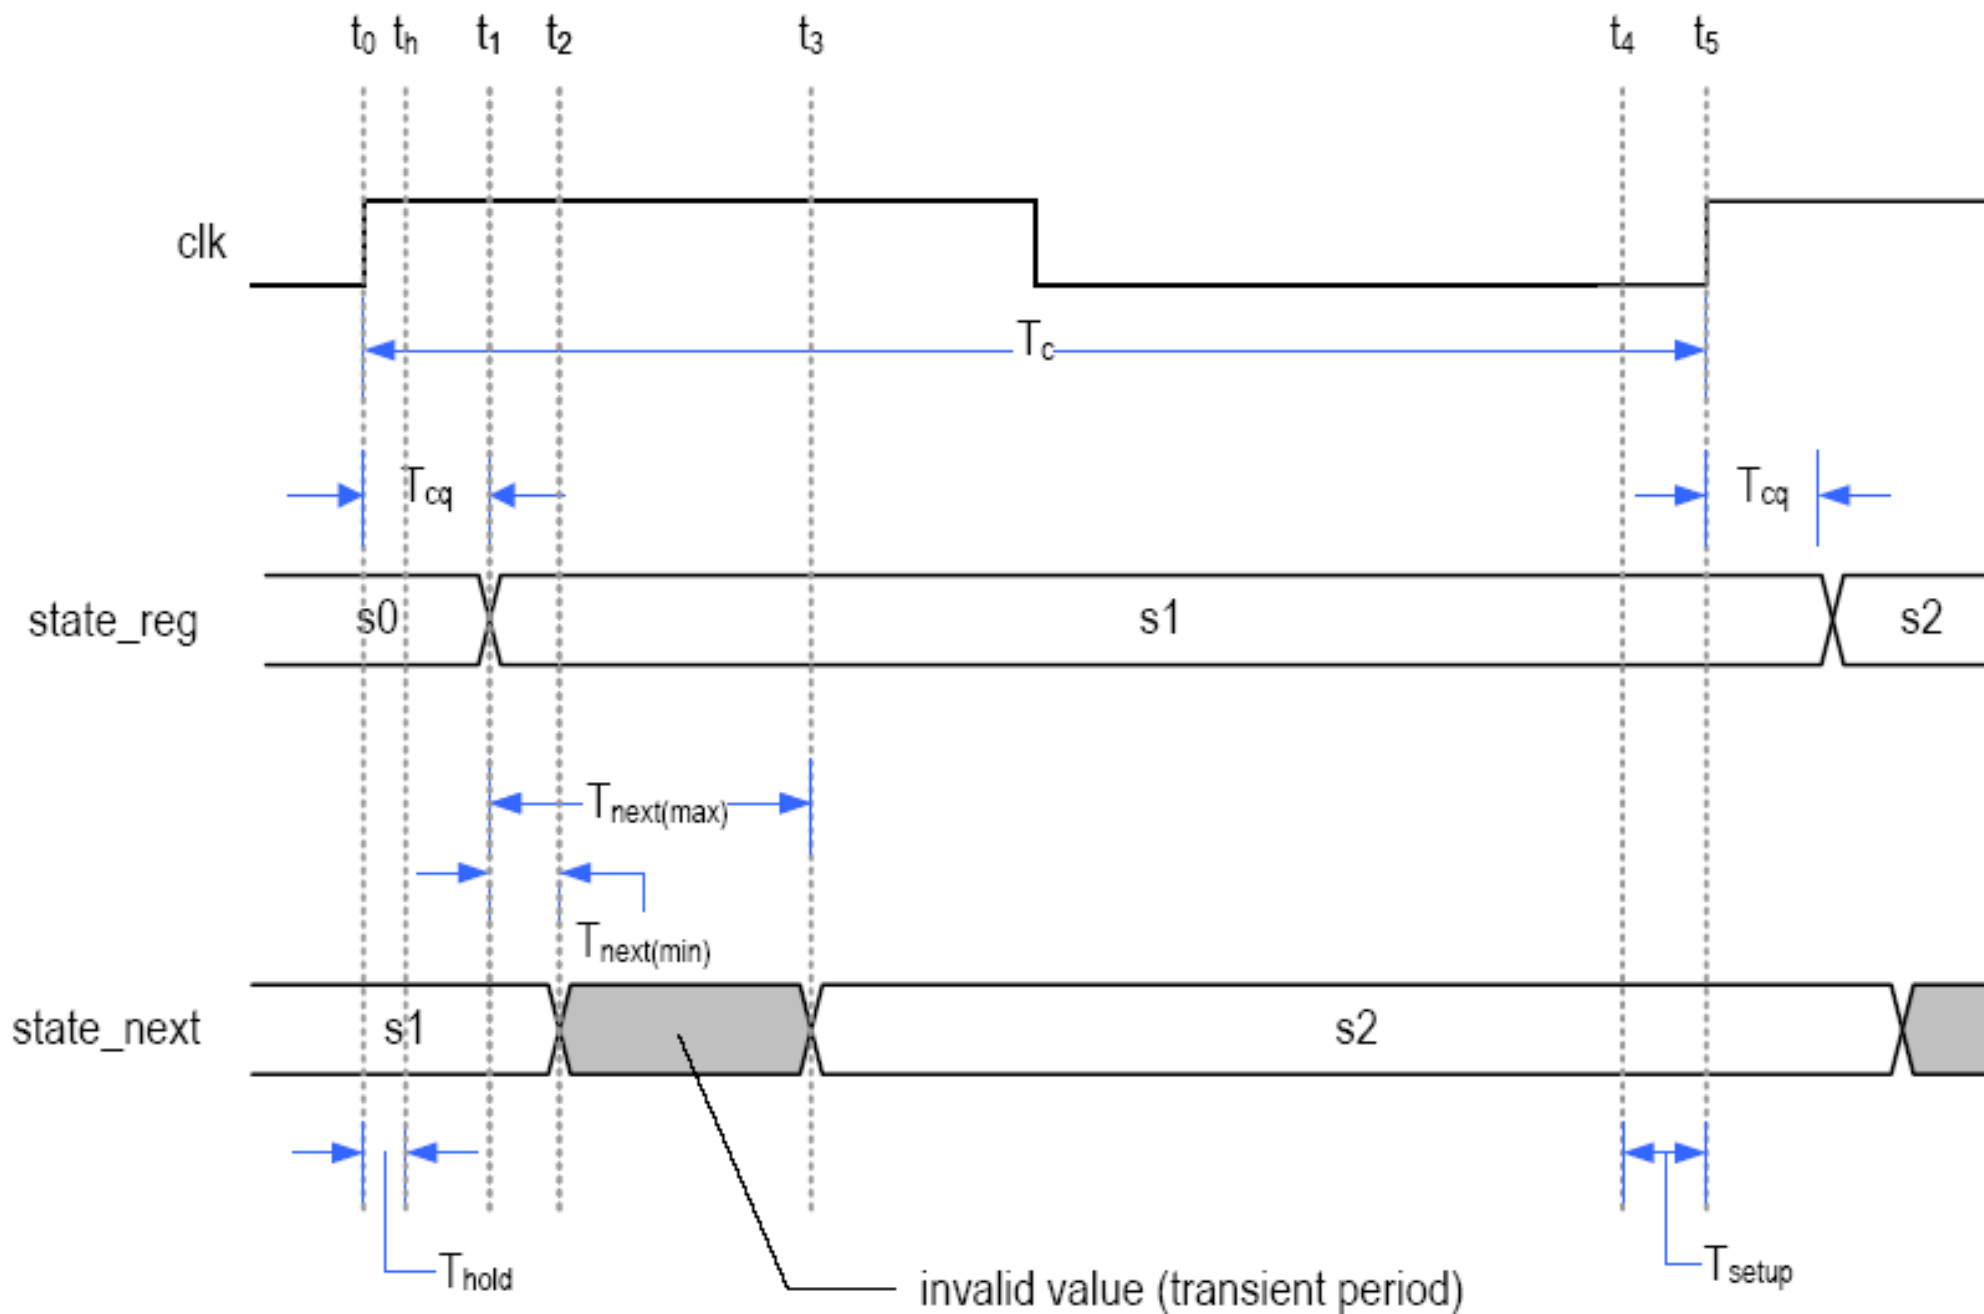 t0 th t1 t2 t3 t4 t5
clk
Tc
Tcq Tcq
state_reg s0 s1 s2
Tnext(max)
Tnext(min)
state_next s1 s2
Thold
invalid value (transient period)
Tsetup